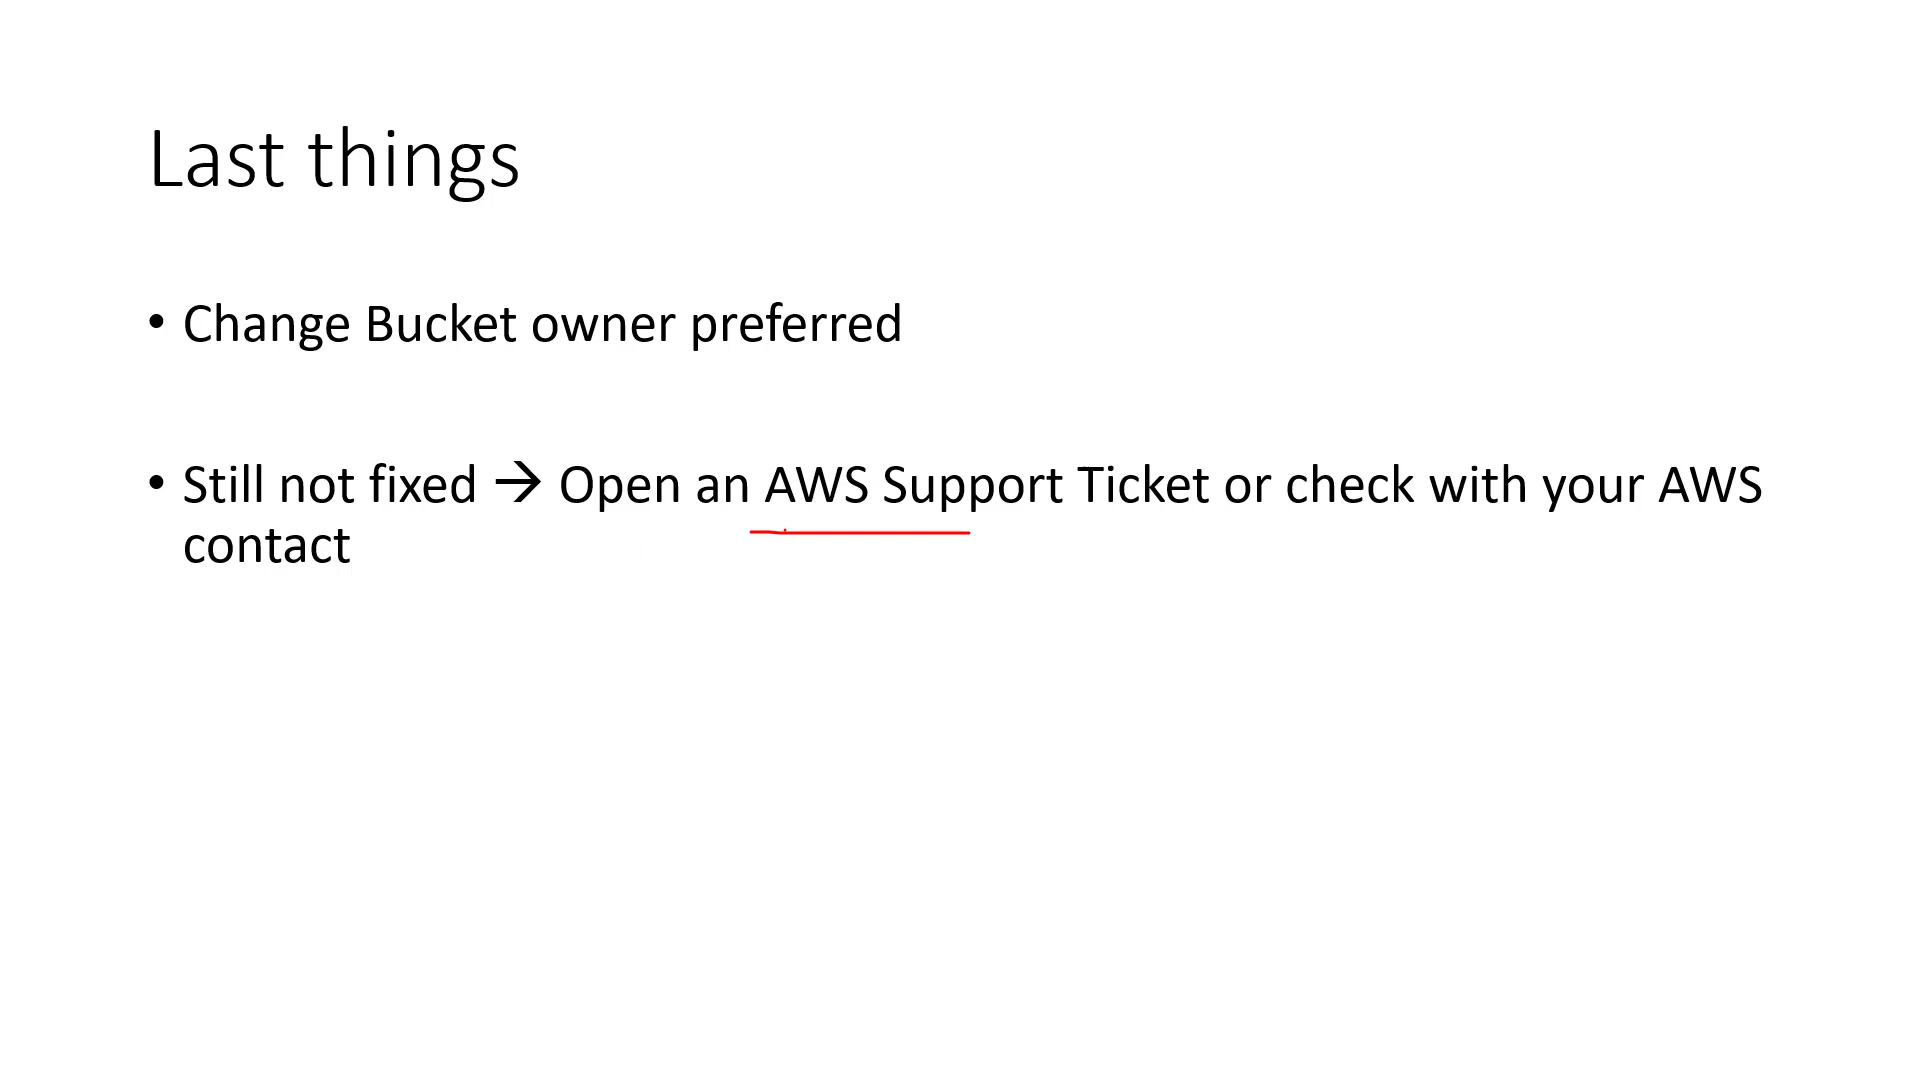 Last things
• Change Bucket owner preferred
• Still not fixed → Open an AWS Support Ticket or check with your AWS
contact